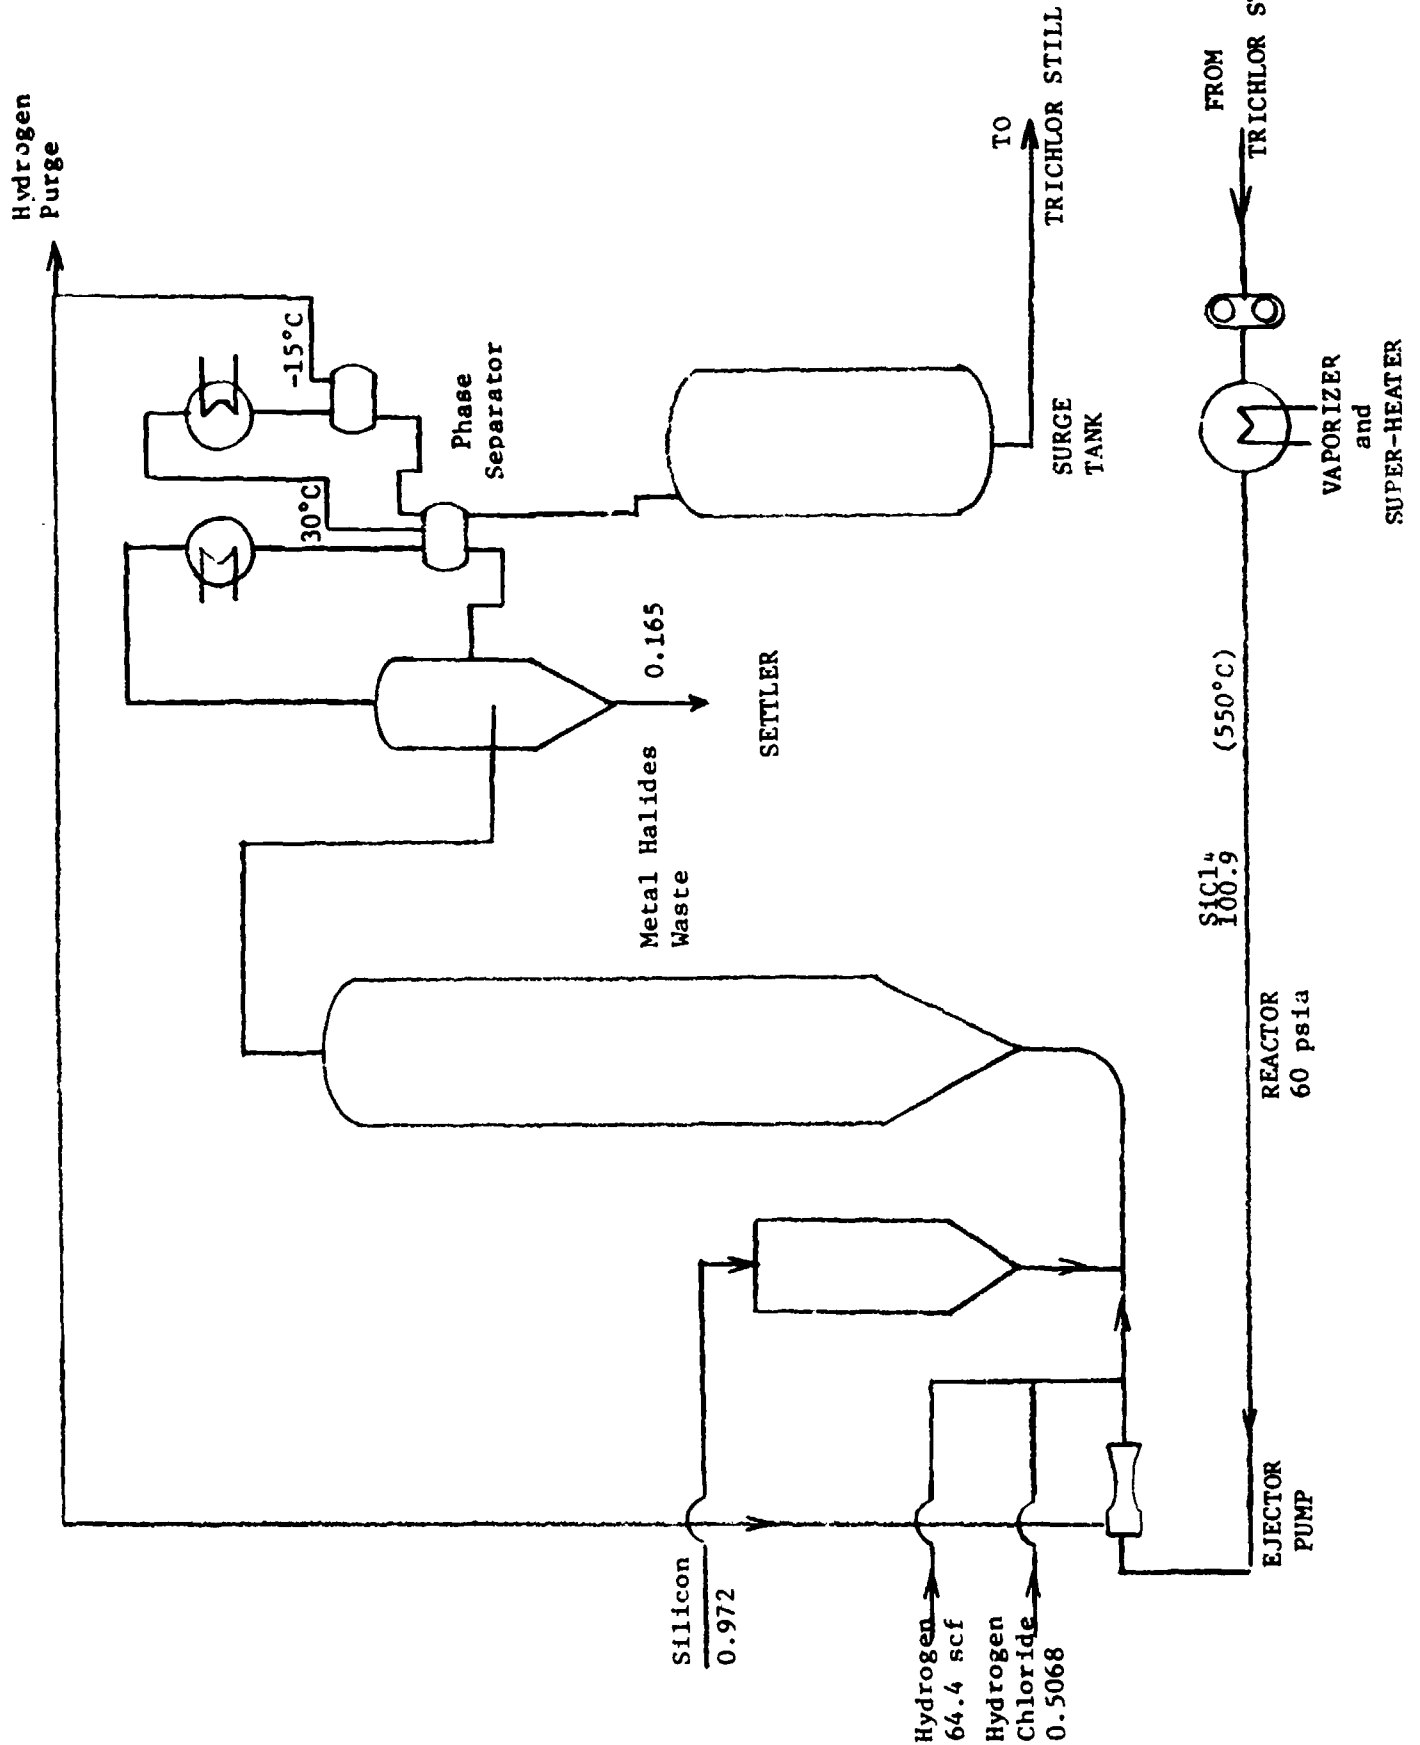 Hydrogen
Purge
-15°C
30°C
Phase
Separator
TO
TRICHLOR STILL
FROM
TRICHLOR
SURGE
TANK
VAPORIZER
and
SUPER-HEATER
0.165
SETTLER
Metal Halides
Waste
(550°C)
SiCl₄
100.9
REACTOR
60 psia
Silicon
0.972
Hydrogen
64.4 scf
Hydrogen
Chloride
0.5068
EJECTOR
PUMP